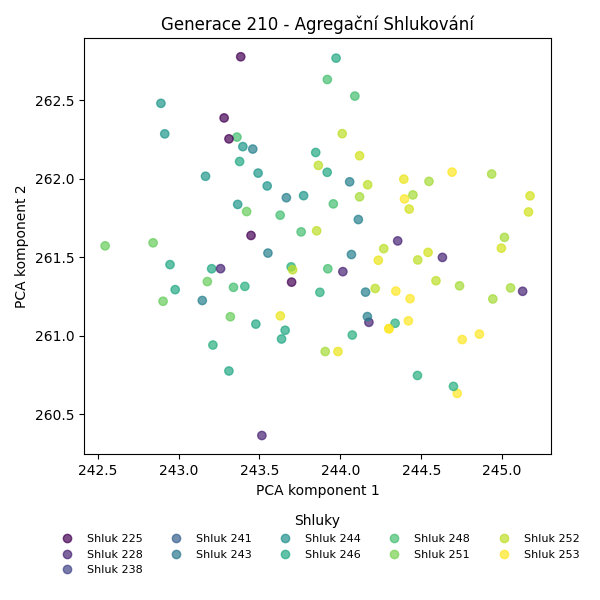 Generace 210 - Agregační Shlukování
262.5
262.0
261.5
261.0
260.5
PCA komponent 2
242.5 243.0 243.5 244.0 244.5 245.0
PCA komponent 1
Shluky
Shluk 225 Shluk 241 Shluk 244 Shluk 248 Shluk 252
Shluk 228 Shluk 243 Shluk 246 Shluk 251 Shluk 253
Shluk 238